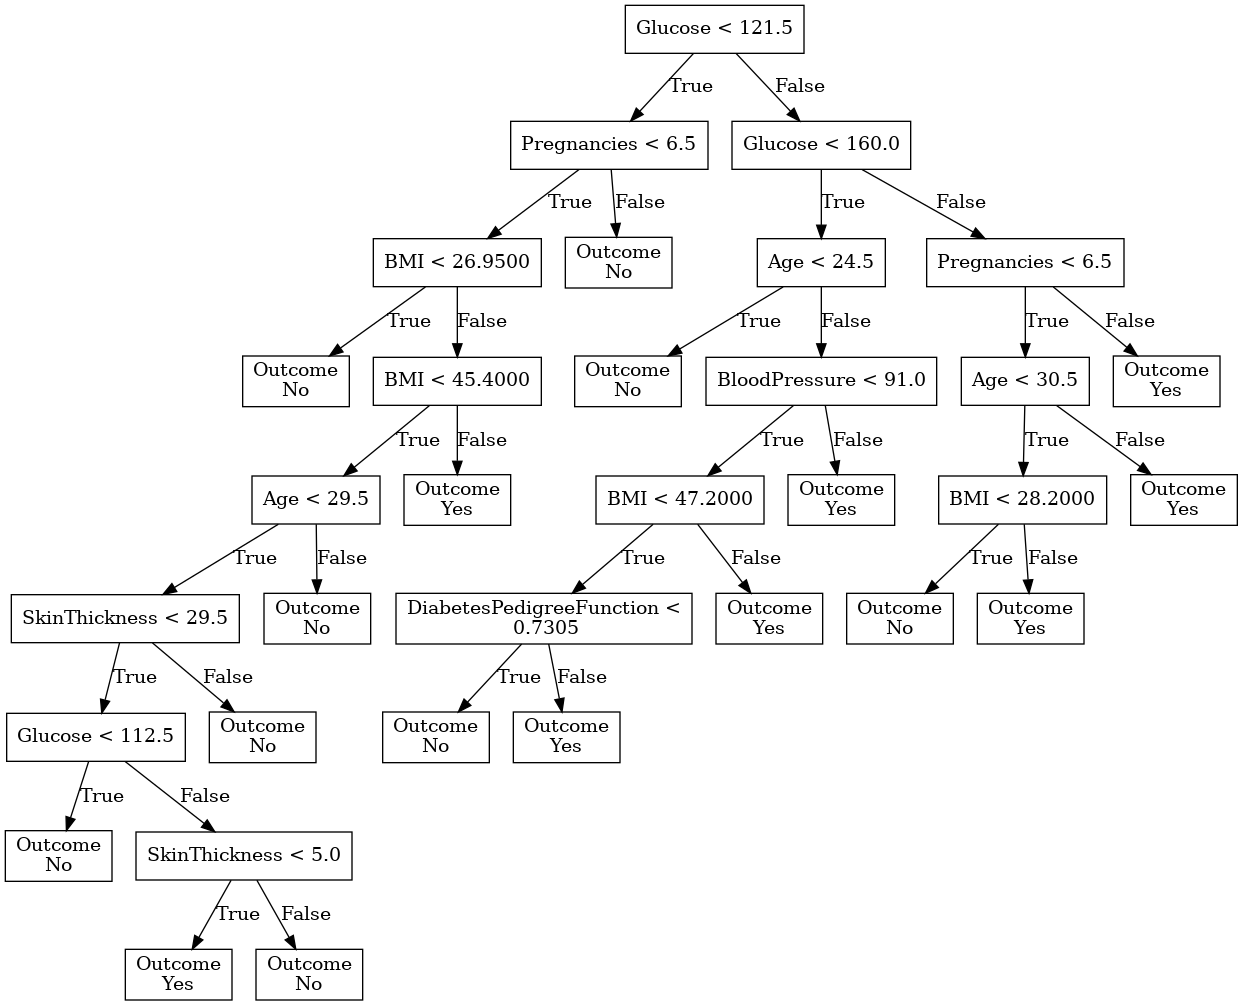 Glucose < 121.5
True
False
Pregnancies < 6.5
Glucose < 160.0
True
False
True
False
BMI < 26.9500
Outcome
No
Age < 24.5
Pregnancies < 6.5
True
False
True
False
True
False
Outcome
No
BMI < 45.4000
Outcome
No
BloodPressure < 91.0
Age < 30.5
Outcome
Yes
True
False
True
False
True
False
Age < 29.5
Outcome
Yes
BMI < 47.2000
Outcome
Yes
BMI < 28.2000
Outcome
Yes
True
False
True
False
True
False
SkinThickness < 29.5
Outcome
No
DiabetesPedigreeFunction <
0.7305
Outcome
Yes
Outcome
No
Outcome
Yes
True
False
True
False
Glucose < 112.5
Outcome
No
Outcome
No
Outcome
Yes
True
False
Outcome
No
SkinThickness < 5.0
True
False
Outcome
Yes
Outcome
No